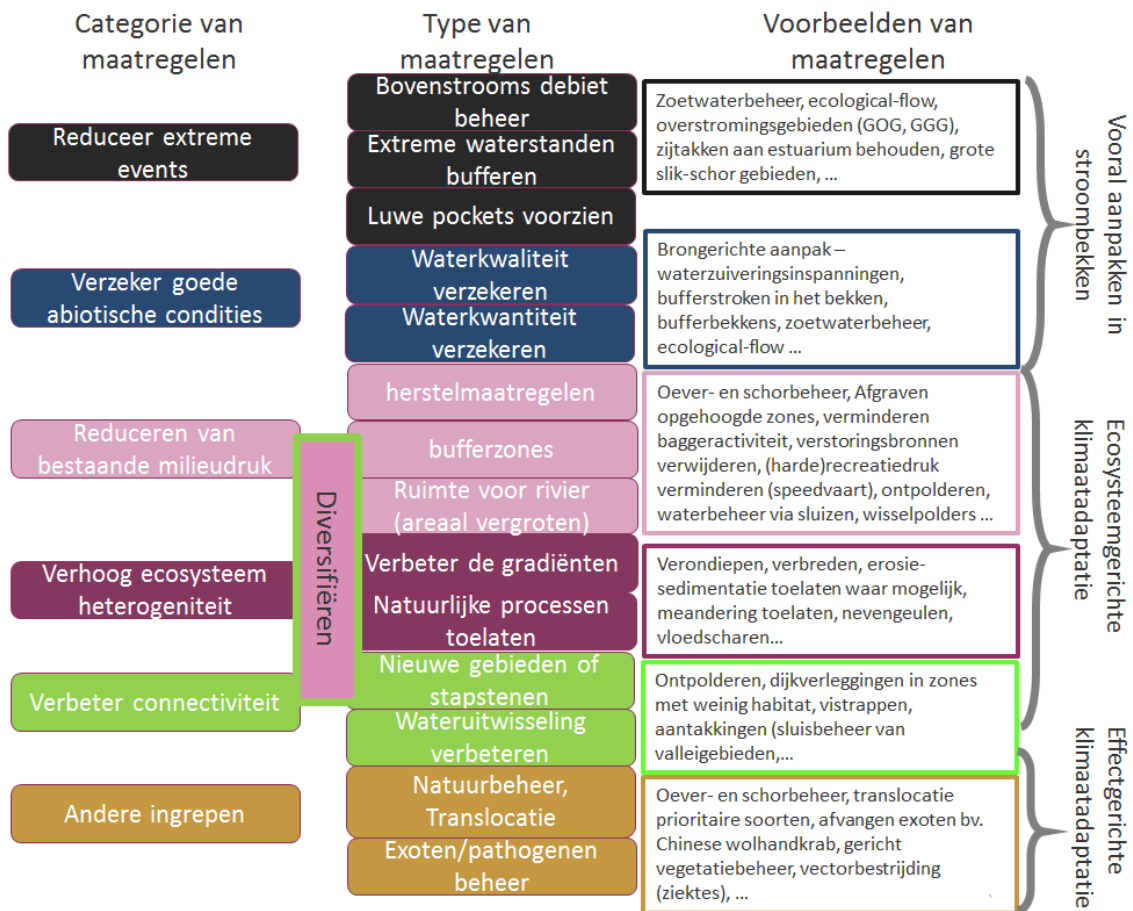 Categorie van
maatregelen
Type van
maatregelen
Voorbeelden van
maatregelen
Reduceer extreme
events
Bovenstrooms debiet
beheer
Extreme waterstanden
bufferen
Luwe pockets voorzien
Zoetwaterbeheer, ecological-flow,
overstromingsgebieden (GOG, GGG),
zijtakken aan estuarium behouden, grote
slik-schor gebieden, ...
Verzeker goede
abiotische condities
Waterkwaliteit
verzekeren
Waterkwantiteit
verzekeren
Brongerichte aanpak –
waterzuiveringsinspanningen,
bufferstroken in het bekken,
bufferbekkens, zoetwaterbeheer,
ecological-flow ...
Vooral aanpakken in
stroombekken
Reduceren van
bestaande milieudruk
herstelmaatregelen
bufferzones
Ruimte voor rivier
(areaal vergroten)
Oever- en schorbeheer, Afgraven
opgehoogde zones, verminderen
baggeractiviteit, verstoringsbronnen
verwijderen, (harde)recreatiedruk
verminderen (speedvaart), ontpolderen,
waterbeheer via sluizen, wisselpolders ...
Diversifiëren
Verhoog ecosysteem
heterogeniteit
Verbeter de gradiënten
Natuurlijke processen
toelaten
Verondiepen, verbreden, erosie-
sedimentatie toelaten waar mogelijk,
meandering toelaten, nevengeulen,
vloedscharen...
Ecosysteemgerichte
klimaatadaptatie
Verbeter connectiviteit
Nieuwe gebieden of
stapstenen
Wateruitwisseling
verbeteren
Ontpolderen, dijkverleggingen in zones
met weinig habitat, vistrappen,
aantakkingen (sluisbeheer van
valleigebieden,...
Andere ingrepen
Natuurbeheer,
Translocatie
Exoten/pathogenen
beheer
Oever- en schorbeheer, translocatie
prioritaire soorten, afvangen exoten bv.
Chinese wolhandkrab, gericht
vegetatiebeheer, vectorbestrijding
(ziektes), ...
Effectgerichte
klimaatadaptatie